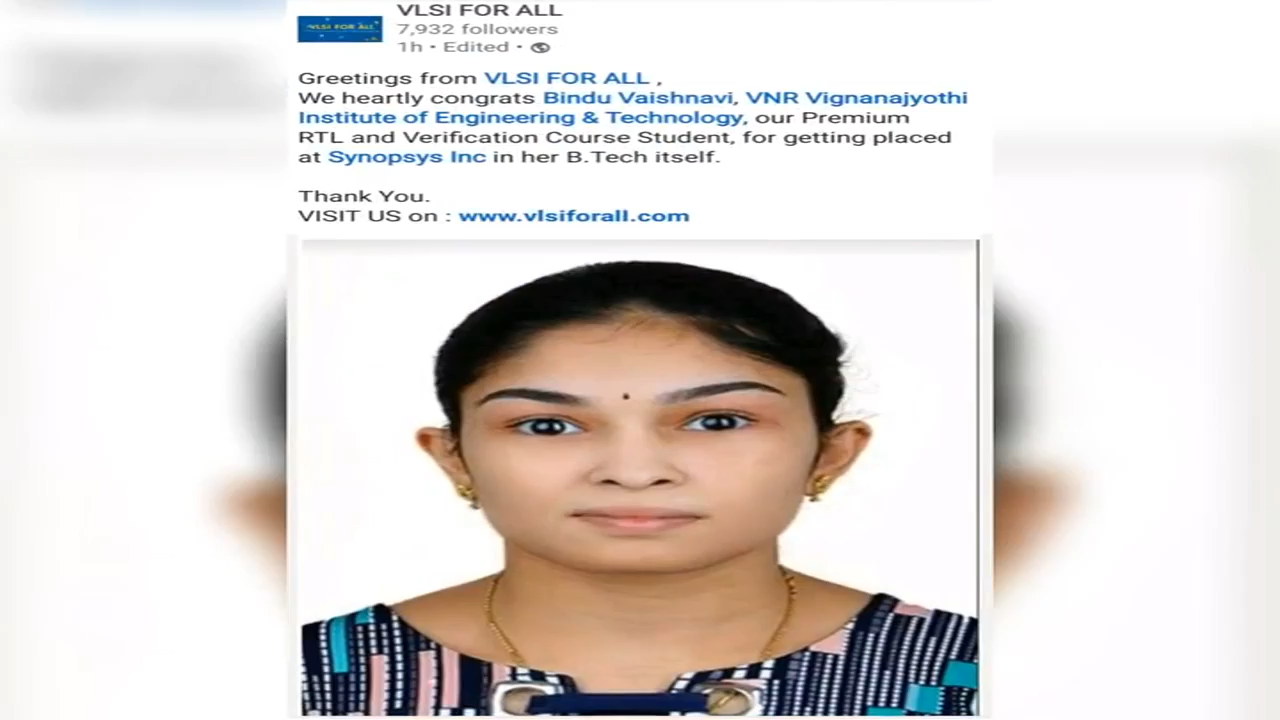 VLSI FOR ALL
VLSI FOR ALL
7,932 followers
1h • Edited •
Greetings from VLSI FOR ALL ,
We heartly congrats Bindu Vaishnavi, VNR Vignanajyothi
Institute of Engineering & Technology, our Premium
RTL and Verification Course Student, for getting placed
at Synopsys Inc in her B.Tech itself.
Thank You.
VISIT US on : www.vlsiforall.com